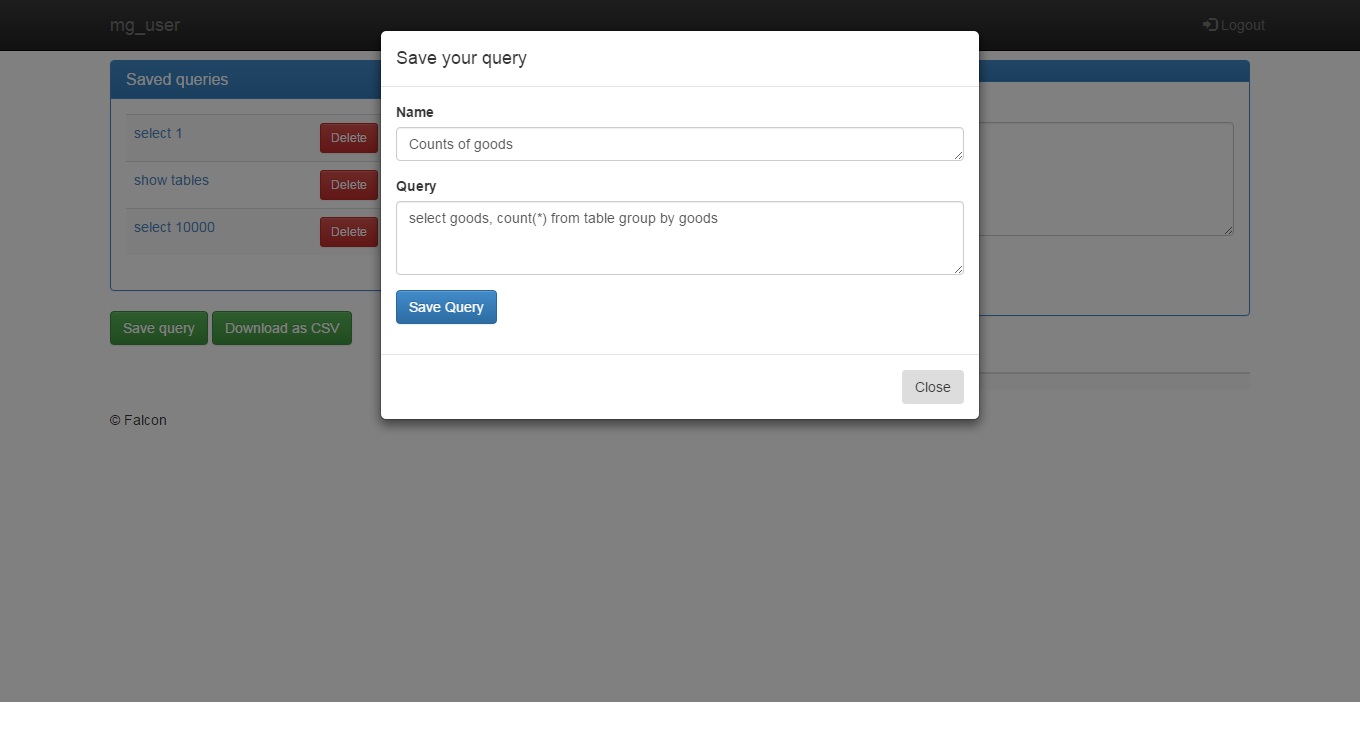 mg_user
Logout
Save your query
Name
Counts of goods
Query
select goods, count(*) from table group by goods
Save Query
Close
Saved queries
select 1 Delete
show tables Delete
select 10000 Delete
Save query Download as CSV
© Falcon